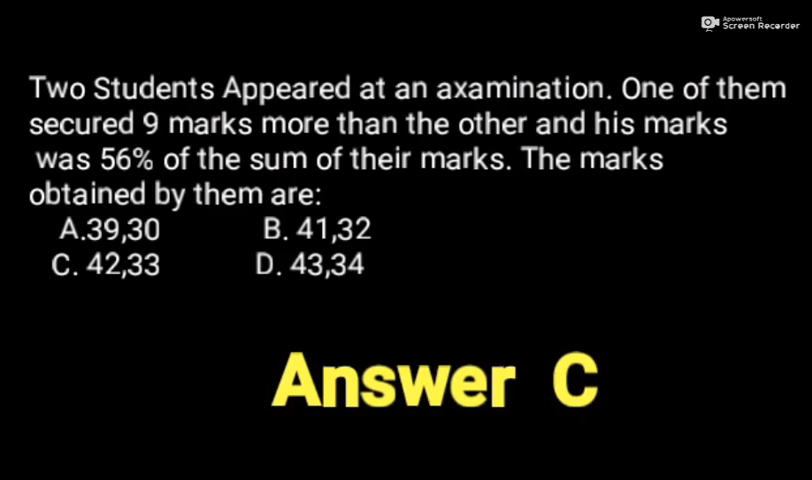 Apowersoft
Screen Recorder
Two Students Appeared at an axamination. One of them
secured 9 marks more than the other and his marks
was 56% of the sum of their marks. The marks
obtained by them are:
A.39,30 B. 41,32
C. 42,33 D. 43,34
Answer C